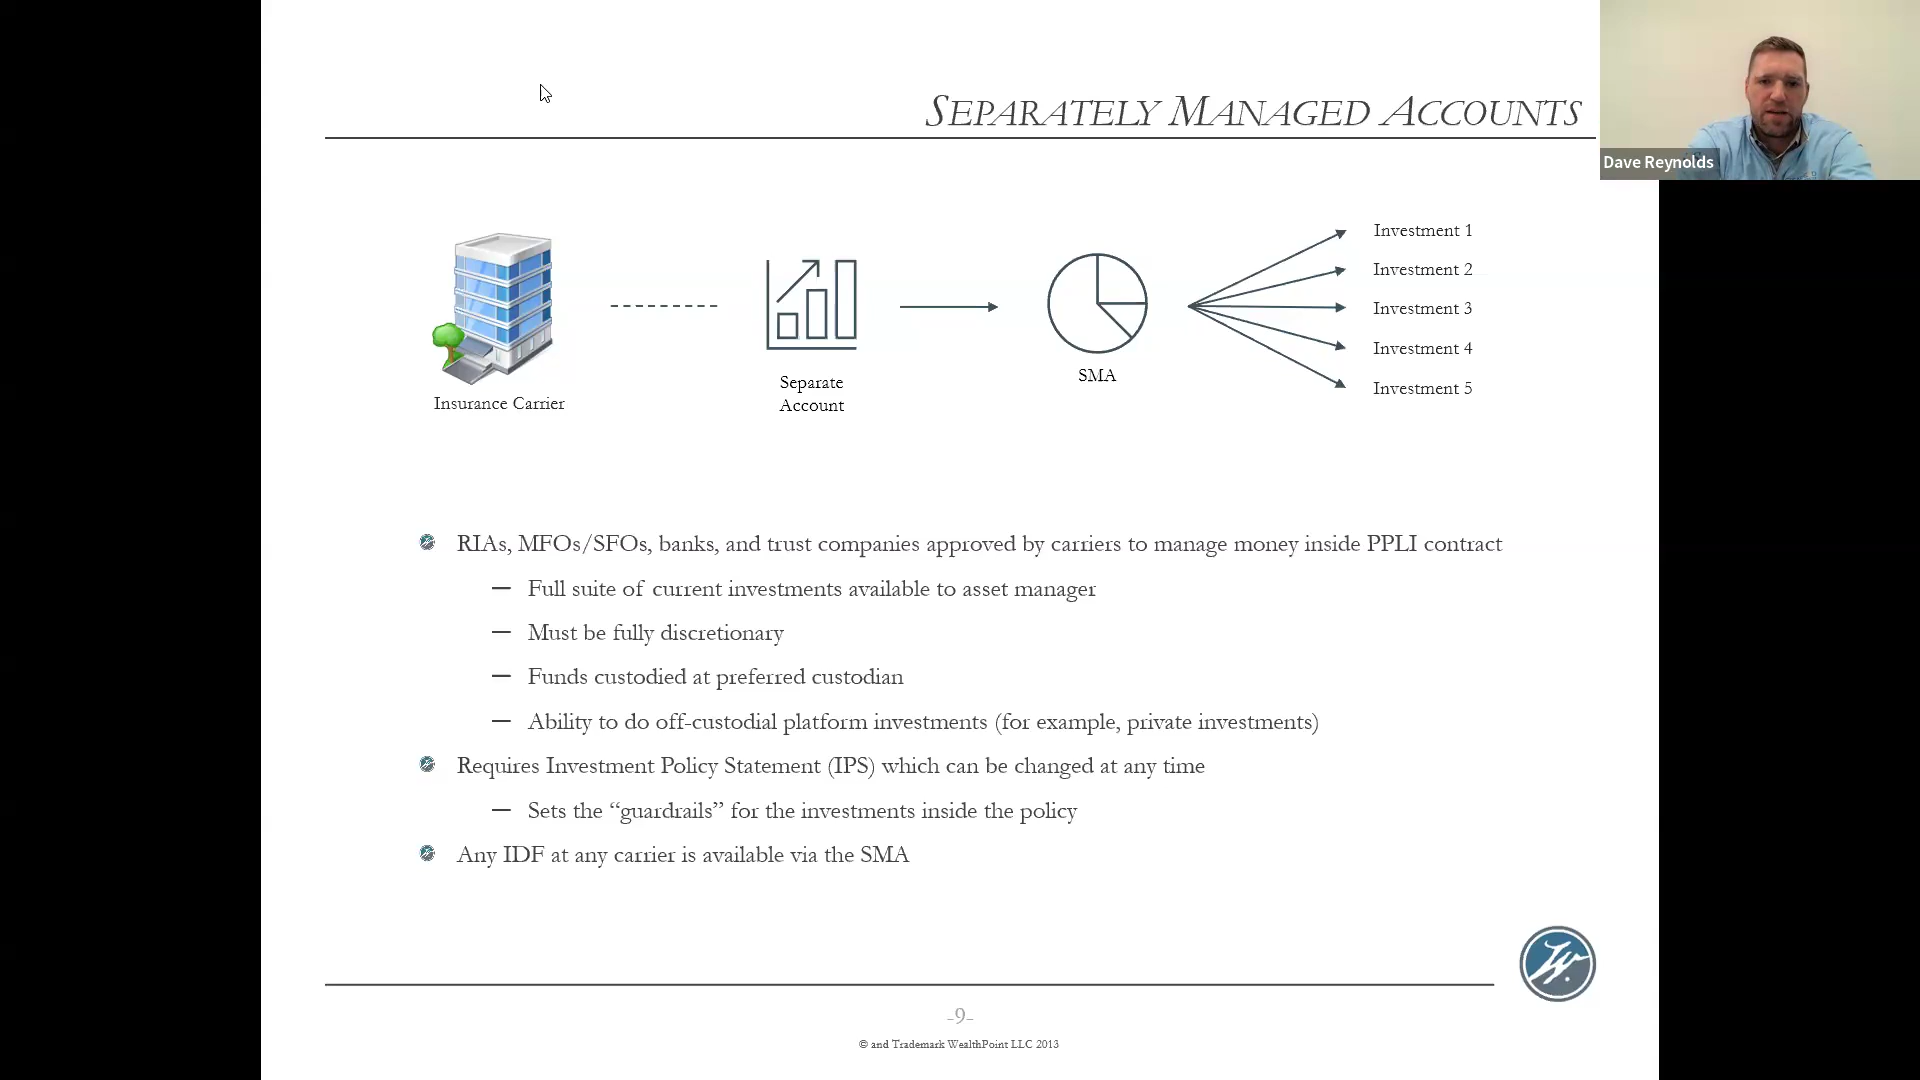 SEPARATELY MANAGED ACCOUNTS
Dave Reynolds
Insurance Carrier
Separate
Account
SMA
Investment 1
Investment 2
Investment 3
Investment 4
Investment 5
RIAs, MFOs/SFOs, banks, and trust companies approved by carriers to manage money inside PPLI contract
— Full suite of current investments available to asset manager
— Must be fully discretionary
— Funds custodied at preferred custodian
— Ability to do off-custodial platform investments (for example, private investments)
Requires Investment Policy Statement (IPS) which can be changed at any time
— Sets the “guardrails” for the investments inside the policy
Any IDF at any carrier is available via the SMA
-9-
© and Trademark WealthPoint LLC 2013